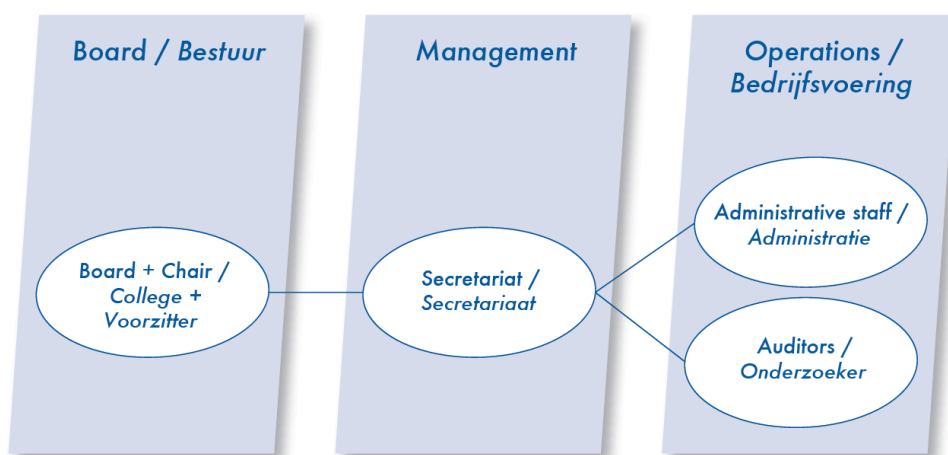 Board / Bestuur
Management
Operations /
Bedrijfsvoering
Board + Chair /
College +
Voorzitter
Secretariat /
Secretariaat
Administrative staff /
Administratie
Auditors /
Onderzoeker